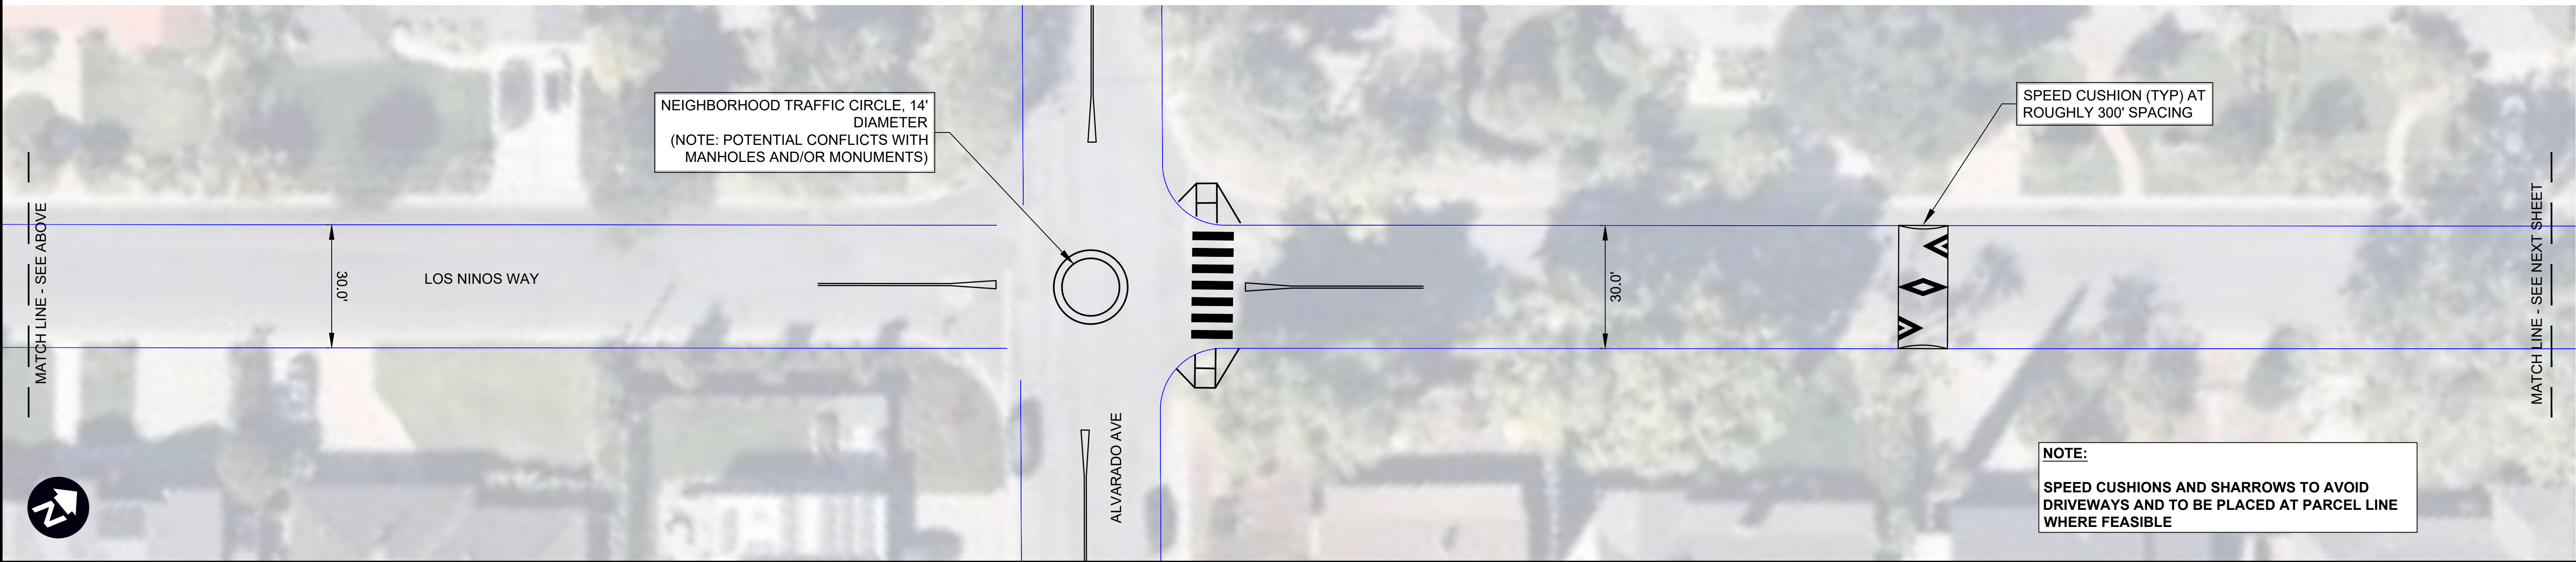 NEIGHBORHOOD TRAFFIC CIRCLE, 14'
DIAMETER
(NOTE: POTENTIAL CONFLICTS WITH
MANHOLES AND/OR MONUMENTS)
SPEED CUSHION (TYP) AT
ROUGHLY 300' SPACING
MATCH LINE - SEE ABOVE
30.0'
LOS NINOS WAY
30.0'
MATCH LINE - SEE NEXT SHEET
ALVARADO AVE
N
NOTE:
SPEED CUSHIONS AND SHARROWS TO AVOID
DRIVEWAYS AND TO BE PLACED AT PARCEL LINE
WHERE FEASIBLE